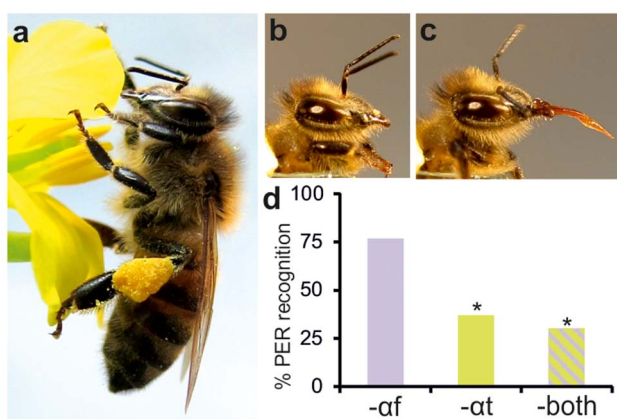 a
b
c
d
% PER recognition
100
75
50
25
0
*
*
-αf
-αt
-both